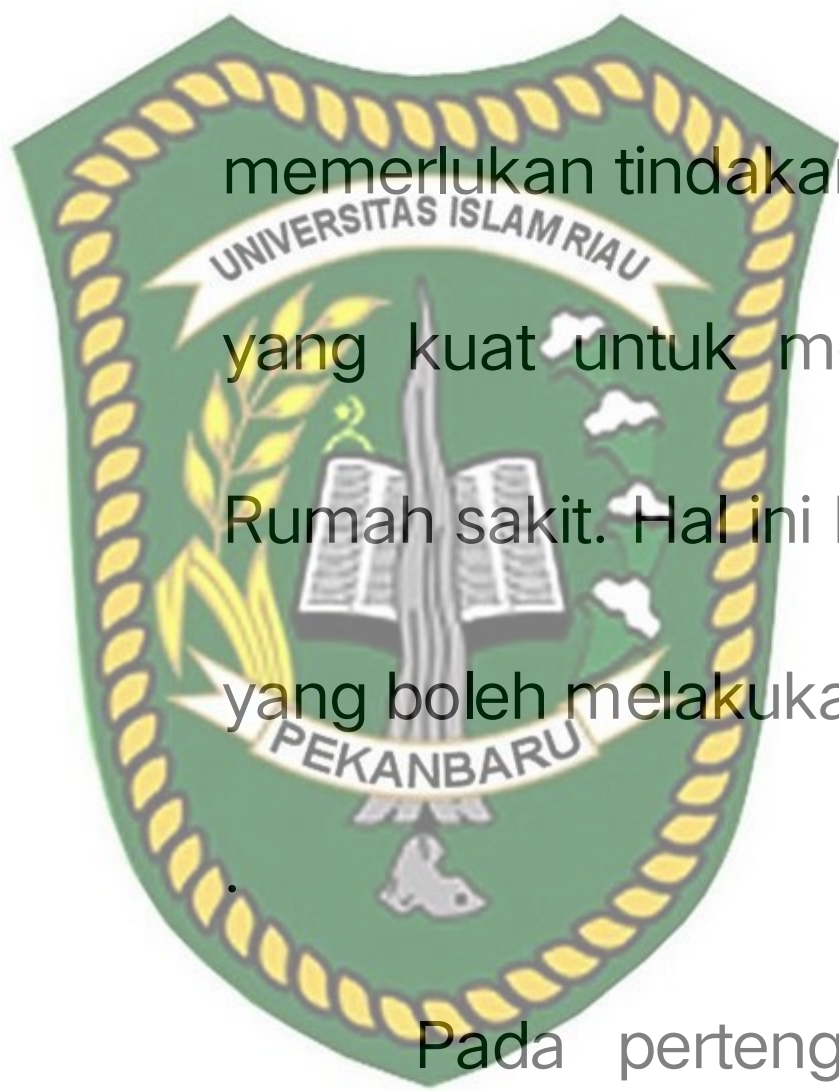 memerlukan tindakan
UNIVERSITAS ISLAM RIAU
yang kuat untuk m
Rumah sakit. Hal ini
yang boleh melakuka
PEKANBARU
.
Pada perteng